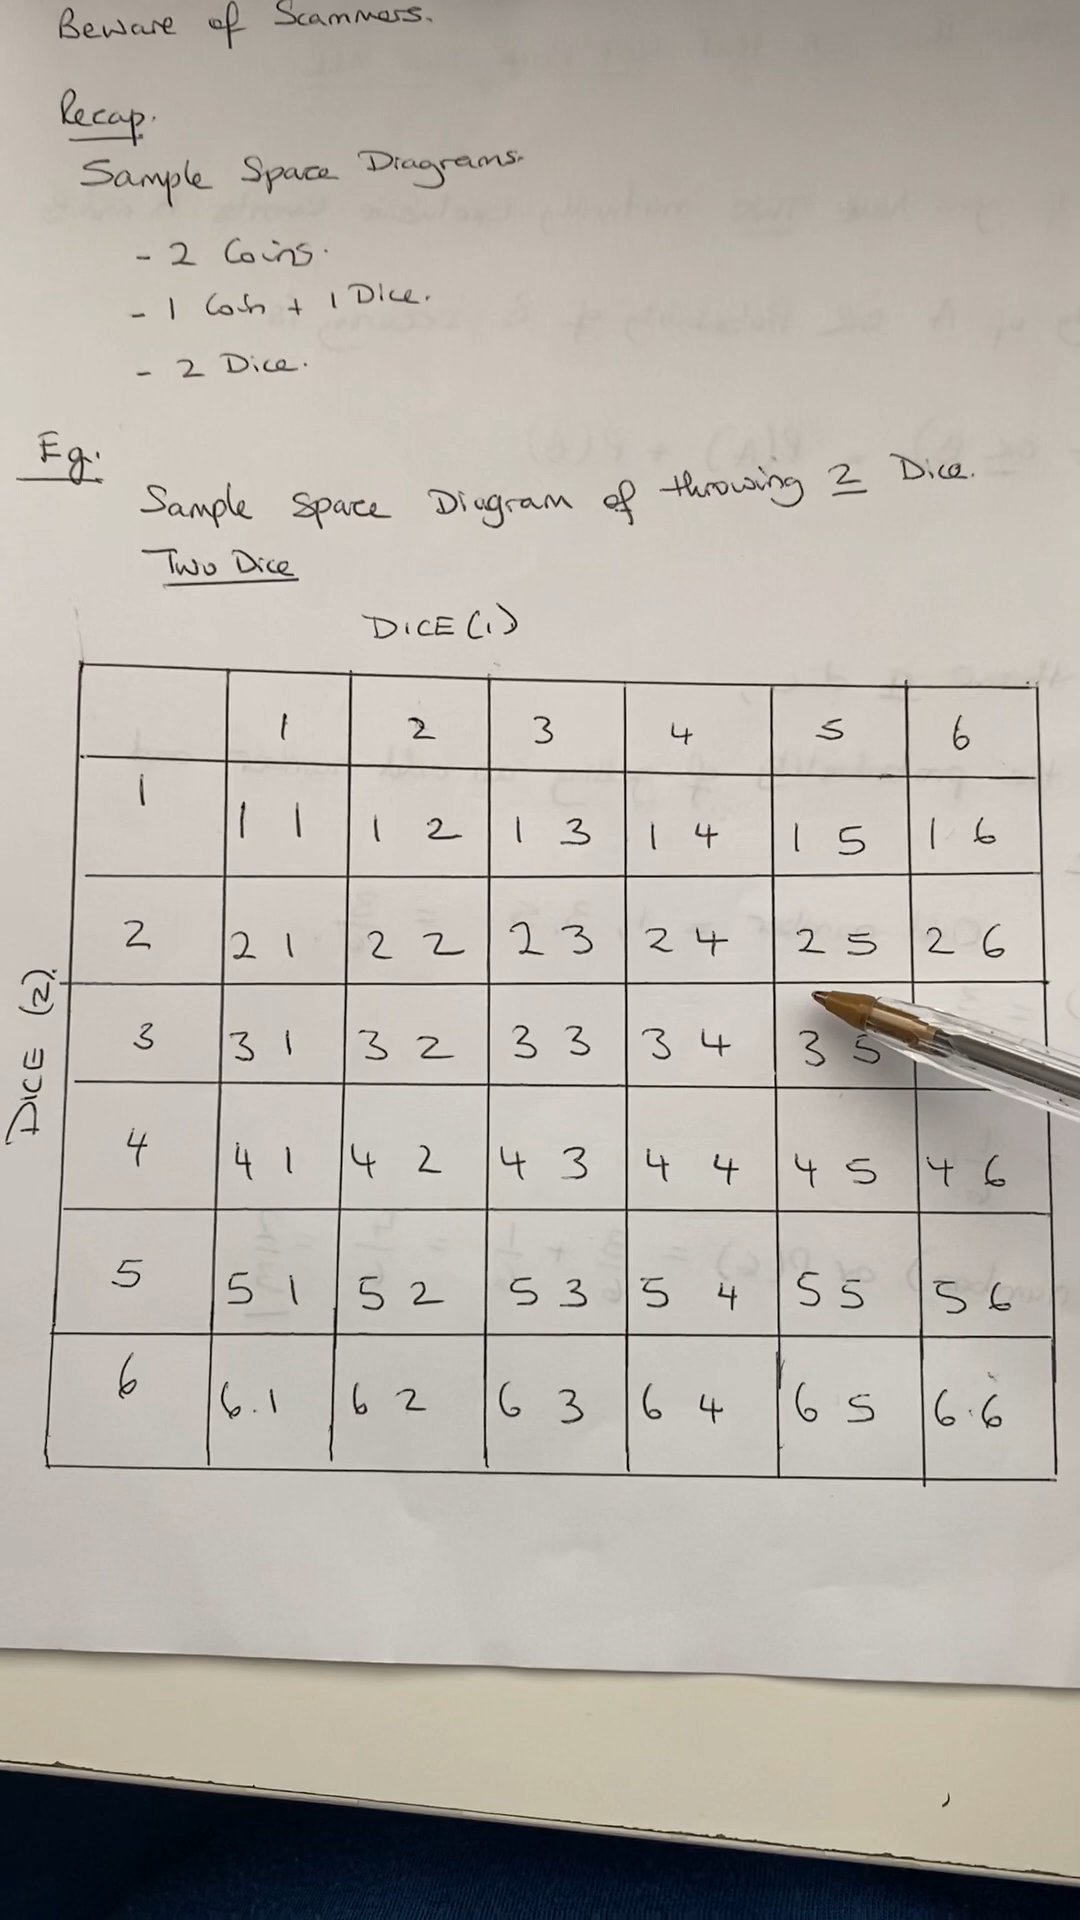 Beware of Scammers.
Recap.
Sample Space Diagrams.
- 2 Coins.
- 1 Coin + 1 Dice.
- 2 Dice.
Eg.
Sample Space Diagram of throwing 2 Dice.
Two Dice
DICE (1)
1 2 3 4 5 6
1 1 1 1 2 1 3 1 4 1 5 1 6
2 2 1 2 2 2 3 2 4 2 5 2 6
DICE (2)
3 3 1 3 2 3 3 3 4 3 5
4 4 1 4 2 4 3 4 4 4 5 4 6
5 5 1 5 2 5 3 5 4 5 5 5 6
6 6.1 6 2 6 3 6 4 6 5 6.6